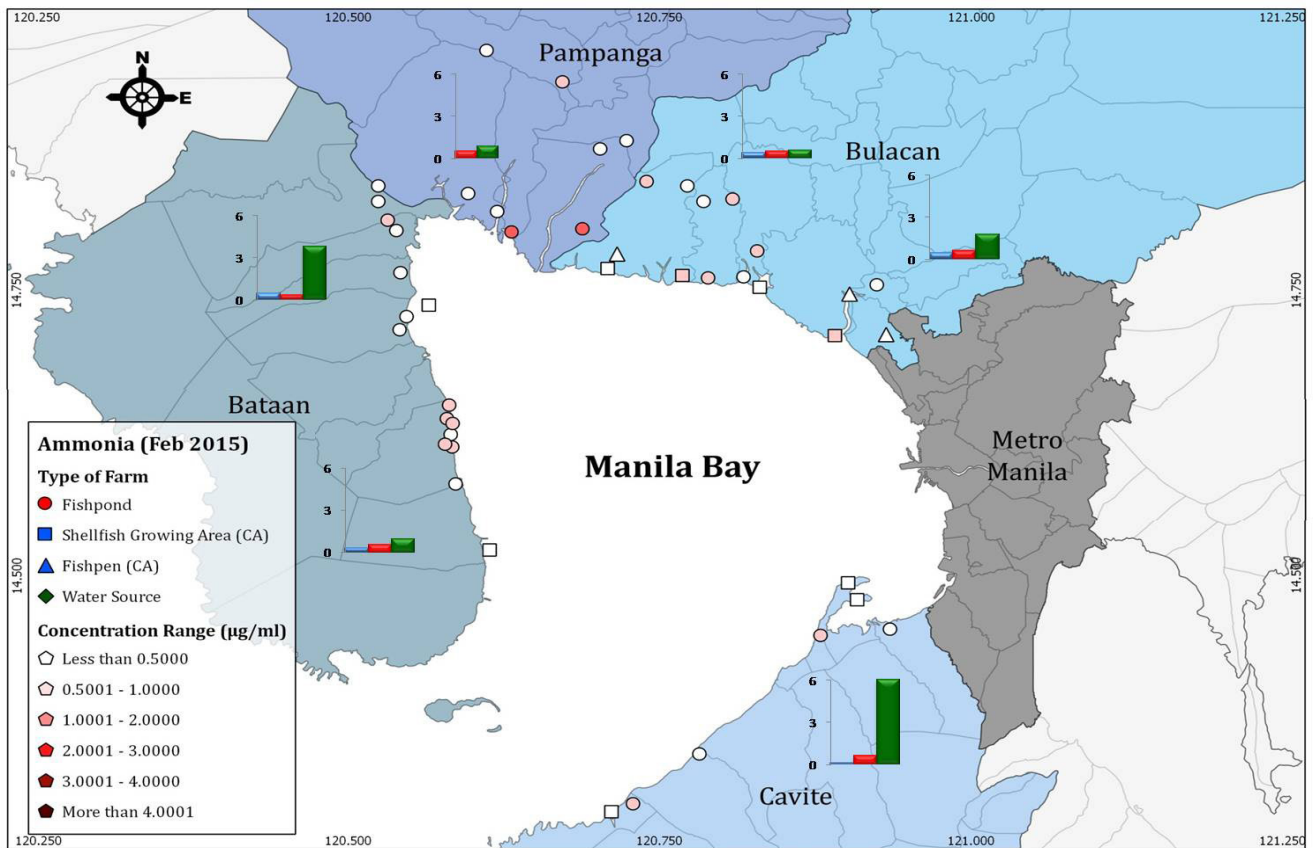 120.250
120.500
120.750
121.000
121.250
N
E
Pampanga
6
3
0
6
3
0
Bulacan
6
3
0
6
3
0
14.750
14.750
Bataan
Manila Bay
Metro
Manila
Ammonia (Feb 2015)
Type of Farm
Fishpond
Shellfish Growing Area (CA)
Fishpen (CA)
Water Source
Concentration Range (µg/ml)
Less than 0.5000
0.5001 - 1.0000
1.0001 - 2.0000
2.0001 - 3.0000
3.0001 - 4.0000
More than 4.0001
6
3
0
14.500
14.500
6
3
0
Cavite
120.250
120.500
120.750
121.000
121.250